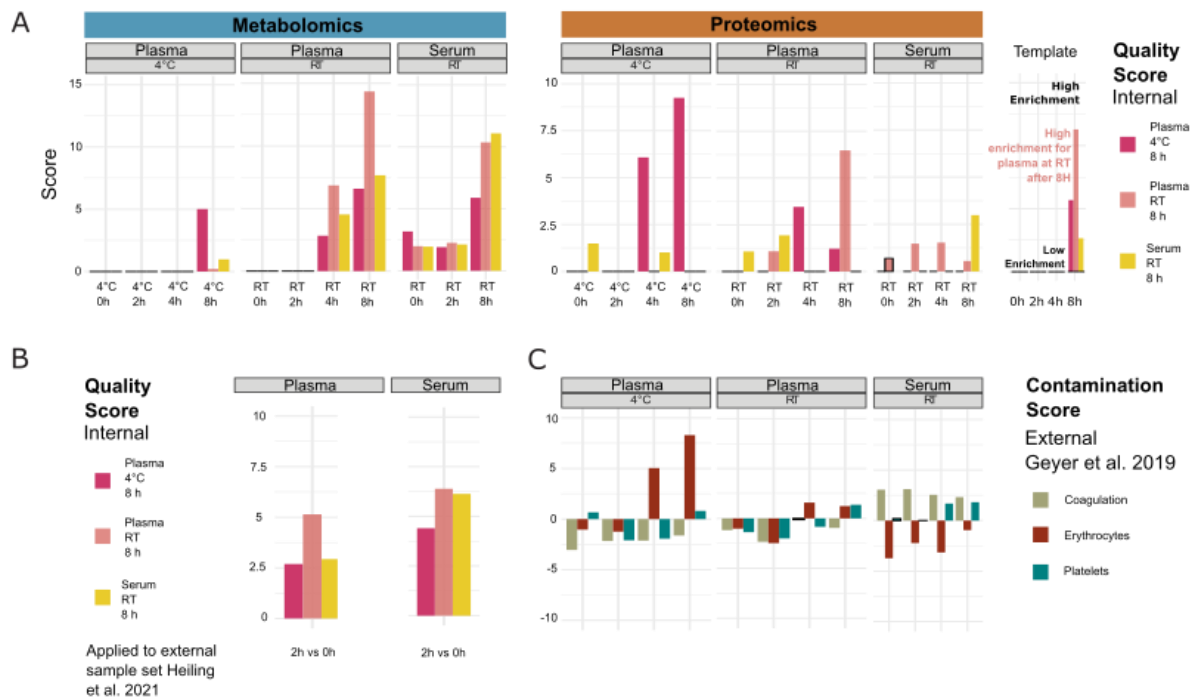 A
Metabolomics
Proteomics
Plasma
Plasma
Serum
Plasma
Plasma
Serum
4°C
RT
RT
4°C
RT
RT
Template
Quality
Score
Internal
Score
15
10
5
0
10
7.5
5
2.5
0
High
Enrichment
High
enrichment for
plasma at RT
after 8H
Low
Enrichment
Plasma
4°C
8 h
Plasma
RT
8 h
Serum
RT
8 h
4°C 4°C 4°C 4°C
0h 2h 4h 8h
RT RT RT RT
0h 2h 4h 8h
RT RT RT
0h 2h 8h
4°C 4°C 4°C 4°C
0h 2h 4h 8h
RT RT RT RT
0h 2h 4h 8h
RT RT RT RT
0h 2h 4h 8h
0h 2h 4h 8h
B
Quality
Score
Internal
Plasma
4°C
8 h
Plasma
RT
8 h
Serum
RT
8 h
Applied to external
sample set Heiling
et al. 2021
Plasma
Serum
10
7.5
5
2.5
0
2h vs 0h
2h vs 0h
C
Plasma
Plasma
Serum
4°C
RT
RT
10
5
0
-5
-10
Contamination
Score
External
Geyer et al. 2019
Coagulation
Erythrocytes
Platelets